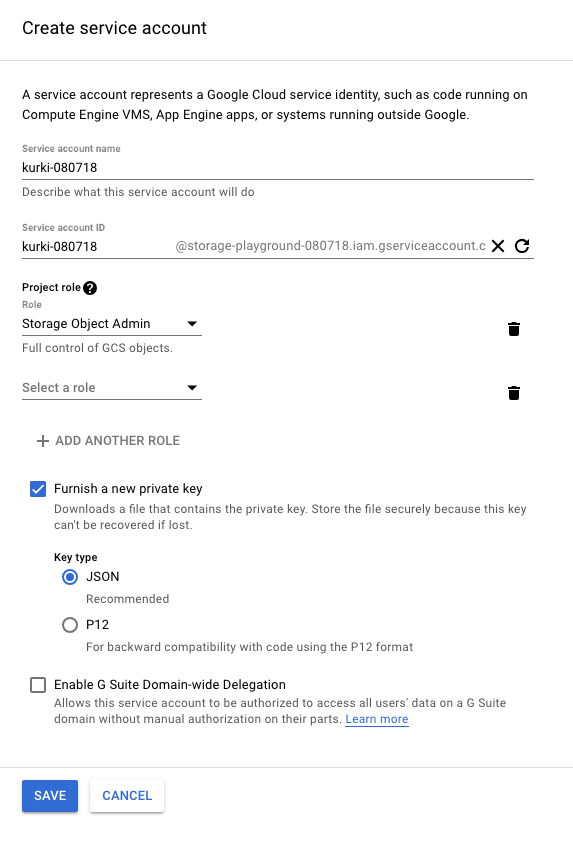 Create service account
A service account represents a Google Cloud service identity, such as code running on
Compute Engine VMS, App Engine apps, or systems running outside Google.
Service account name
kurki-080718
Describe what this service account will do
Service account ID
kurki-080718 @storage-playground-080718.iam.gserviceaccount.c
Project role
Role
Storage Object Admin
Full control of GCS objects.
Select a role
ADD ANOTHER ROLE
Furnish a new private key
Downloads a file that contains the private key. Store the file securely because this key
can't be recovered if lost.
Key type
JSON
Recommended
P12
For backward compatibility with code using the P12 format
Enable G Suite Domain-wide Delegation
Allows this service account to be authorized to access all users' data on a G Suite
domain without manual authorization on their parts. Learn more
SAVE CANCEL